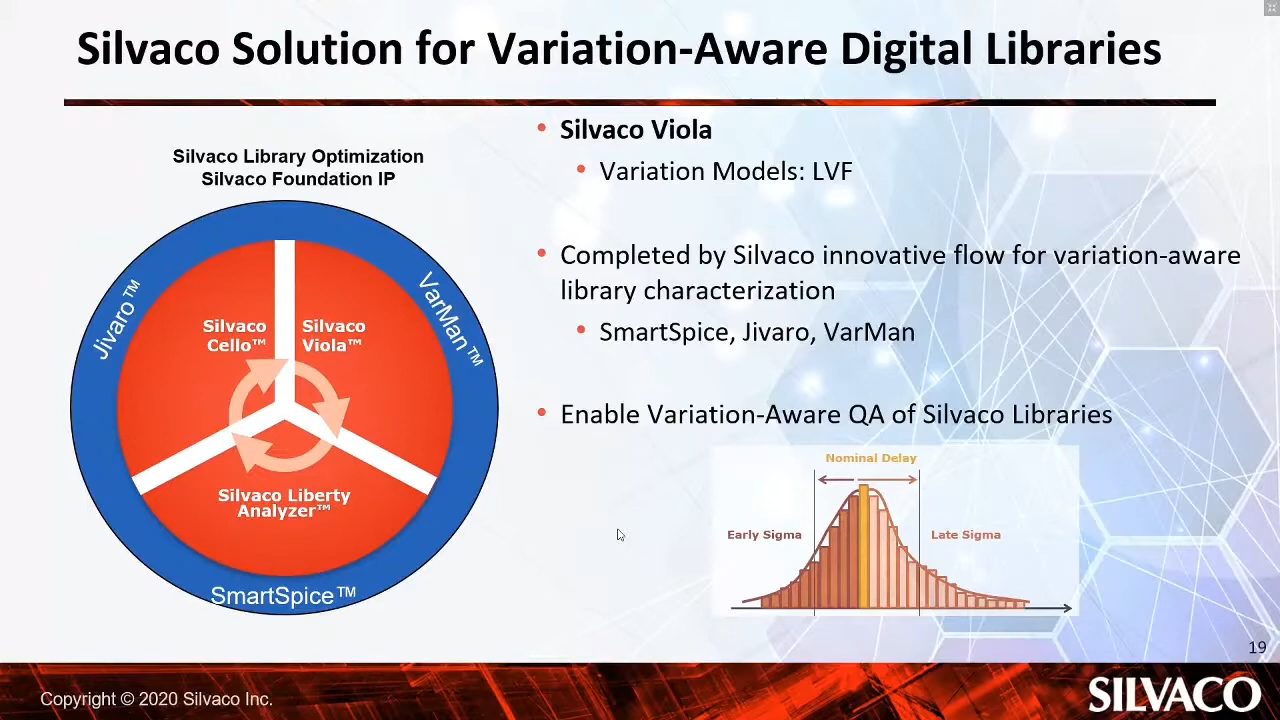 Silvaco Solution for Variation-Aware Digital Libraries
Silvaco Library Optimization
Silvaco Foundation IP
Jivaro™
VarMan™
Silvaco
Cello™
Silvaco
Viola™
Silvaco Liberty
Analyzer™
SmartSpice™
• Silvaco Viola
• Variation Models: LVF
• Completed by Silvaco innovative flow for variation-aware
library characterization
• SmartSpice, Jivaro, VarMan
• Enable Variation-Aware QA of Silvaco Libraries
Nominal Delay
Early Sigma
Late Sigma
19
Copyright © 2020 Silvaco Inc.
SILVACO